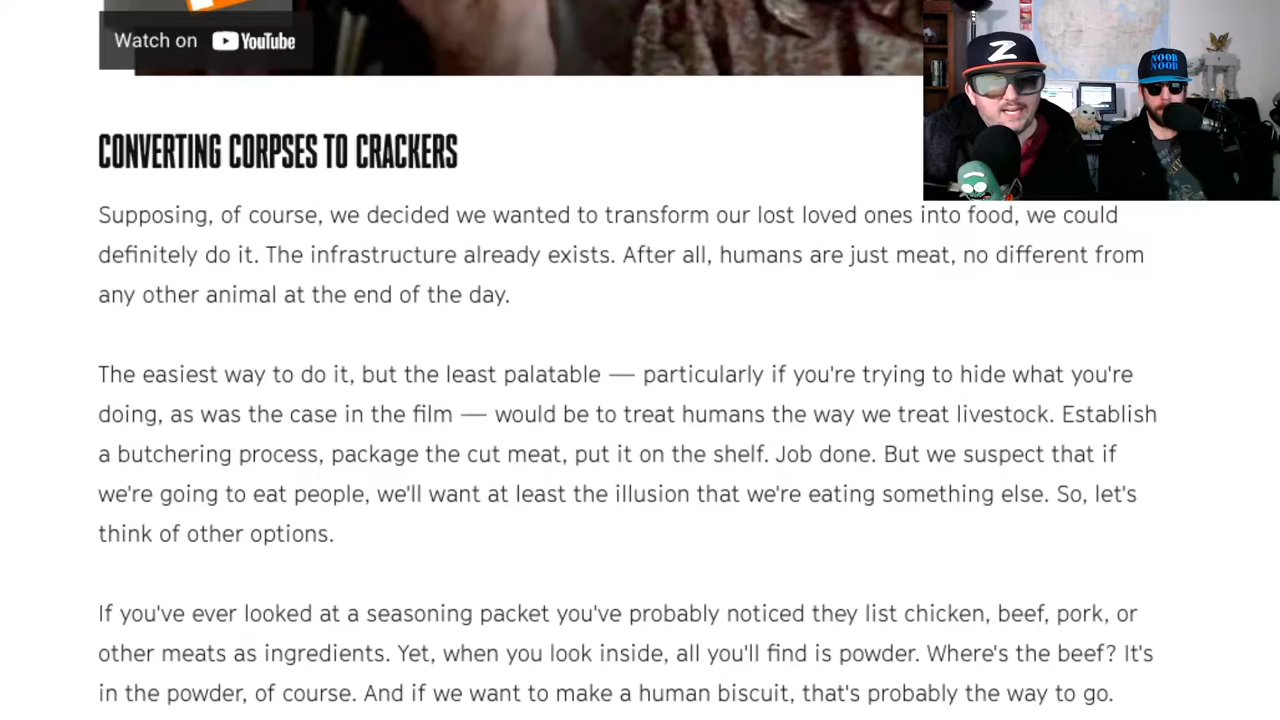 Watch on YouTube
Z
NOOB
NOOB
CONVERTING CORPSES TO CRACKERS
Supposing, of course, we decided we wanted to transform our lost loved ones into food, we could
definitely do it. The infrastructure already exists. After all, humans are just meat, no different from
any other animal at the end of the day.
The easiest way to do it, but the least palatable — particularly if you're trying to hide what you're
doing, as was the case in the film — would be to treat humans the way we treat livestock. Establish
a butchering process, package the cut meat, put it on the shelf. Job done. But we suspect that if
we're going to eat people, we'll want at least the illusion that we're eating something else. So, let's
think of other options.
If you've ever looked at a seasoning packet you've probably noticed they list chicken, beef, pork, or
other meats as ingredients. Yet, when you look inside, all you'll find is powder. Where's the beef? It's
in the powder, of course. And if we want to make a human biscuit, that's probably the way to go.